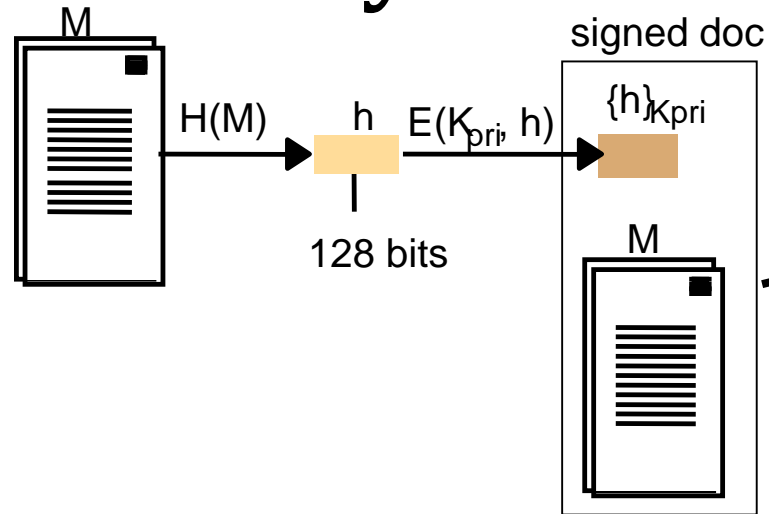 M
signed doc
H(M)
h
E(Kpri, h)
{h}Kpri
128 bits
M